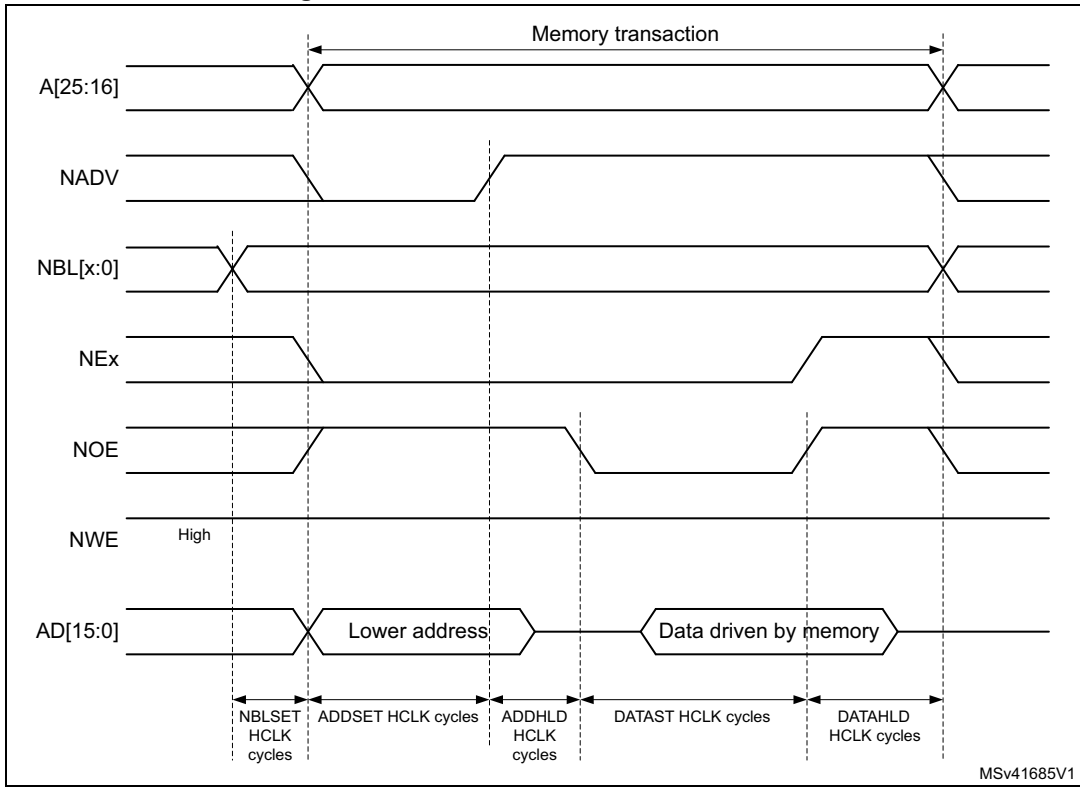 Memory transaction
A[25:16]
NADV
NBL[x:0]
NEx
NOE
NWE
High
AD[15:0]
Lower address
Data driven by memory
NBLSET
HCLK
cycles
ADDSET HCLK cycles
ADDHLD
HCLK
cycles
DATAST HCLK cycles
DATAHLD
HCLK cycles
MSv41685V1